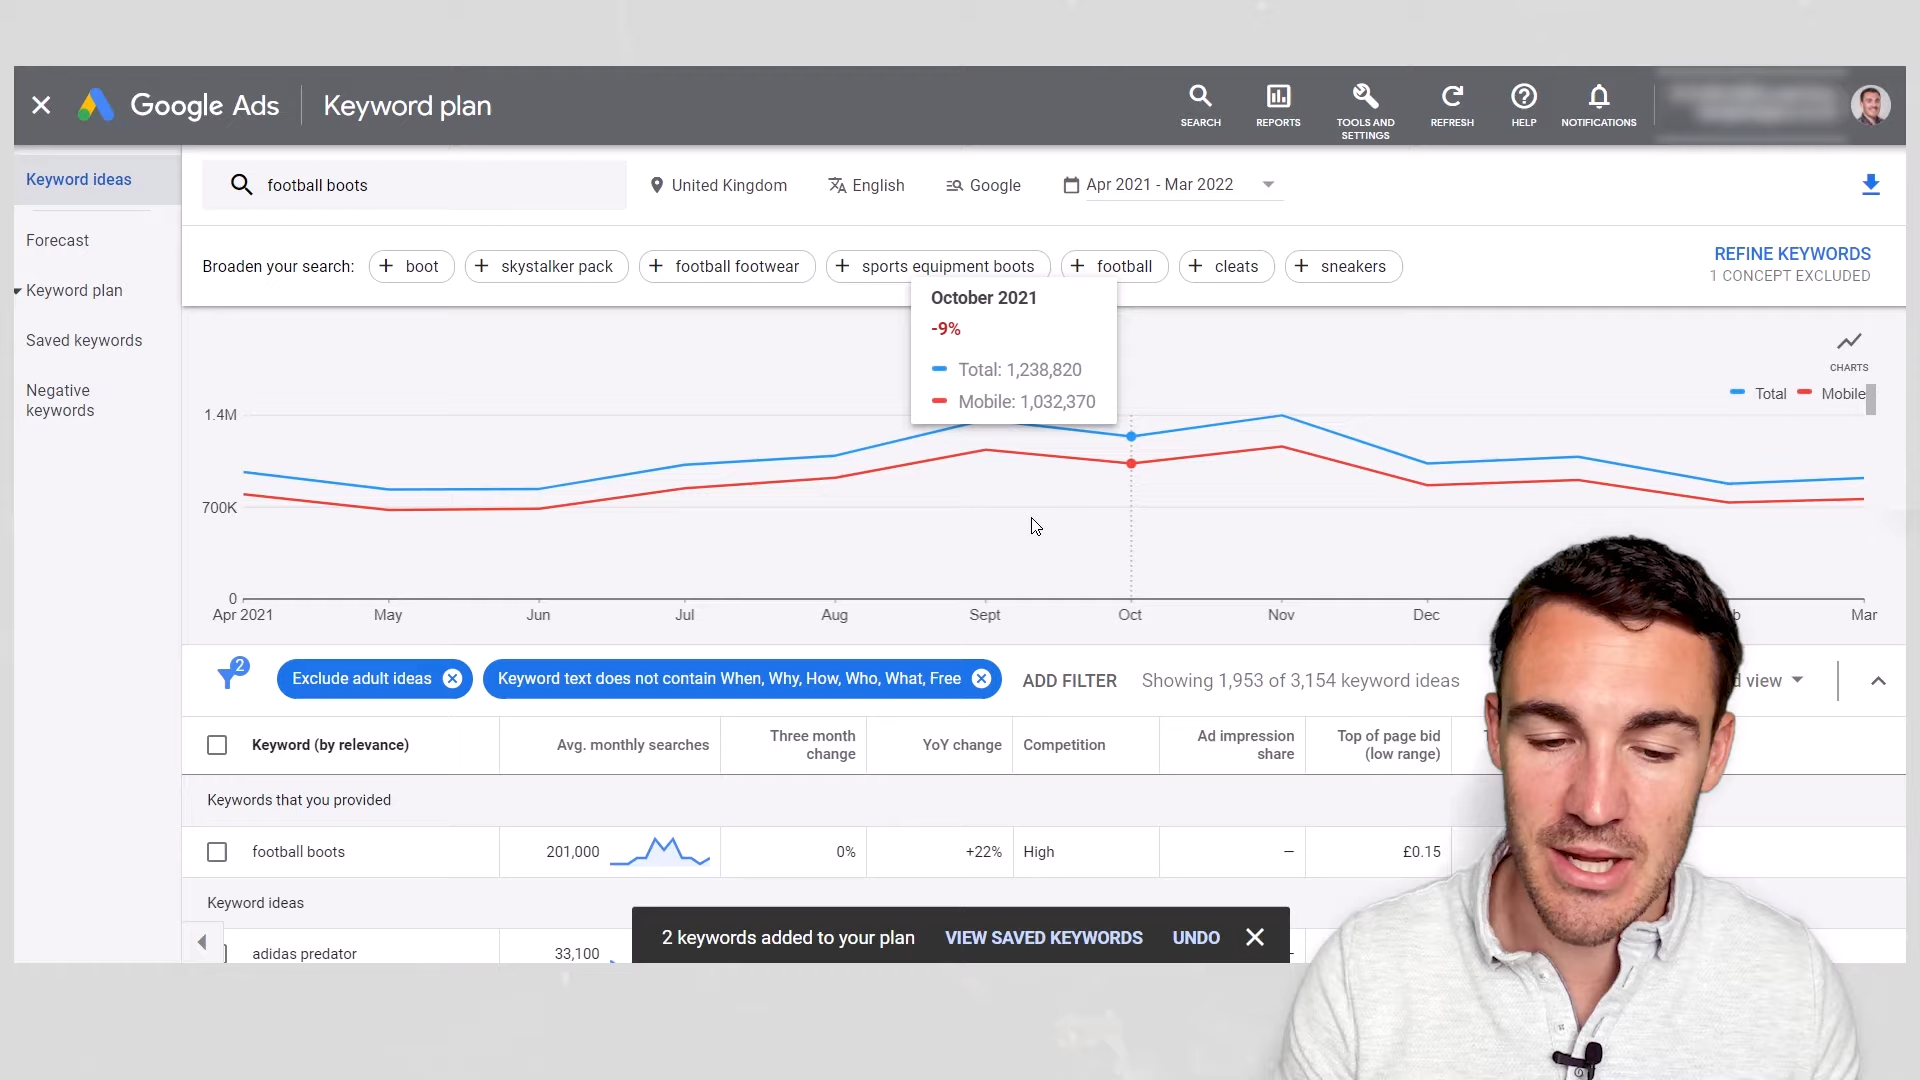 Google Ads
Keyword plan
SEARCH
REPORTS
TOOLS AND
SETTINGS
REFRESH
HELP
NOTIFICATIONS
Keyword ideas
Forecast
Keyword plan
Saved keywords
Negative
keywords
football boots
United Kingdom
English
Google
Apr 2021 - Mar 2022
Broaden your search:
boot
skystalker pack
football footwear
sports equipment boots
football
cleats
sneakers
REFINE KEYWORDS
1 CONCEPT EXCLUDED
October 2021
-9%
Total: 1,238,820
Mobile: 1,032,370
CHARTS
Total
Mobile
1.4M
700K
0
Apr 2021
May
Jun
Jul
Aug
Sept
Oct
Nov
Dec
Mar
2
Exclude adult ideas
Keyword text does not contain When, Why, How, Who, What, Free
ADD FILTER
Showing 1,953 of 3,154 keyword ideas
view
Keyword (by relevance)
Avg. monthly searches
Three month
change
YoY change
Competition
Ad impression
share
Top of page bid
(low range)
Keywords that you provided
football boots
201,000
0%
+22%
High
–
£0.15
Keyword ideas
adidas predator
33,100
2 keywords added to your plan
VIEW SAVED KEYWORDS
UNDO